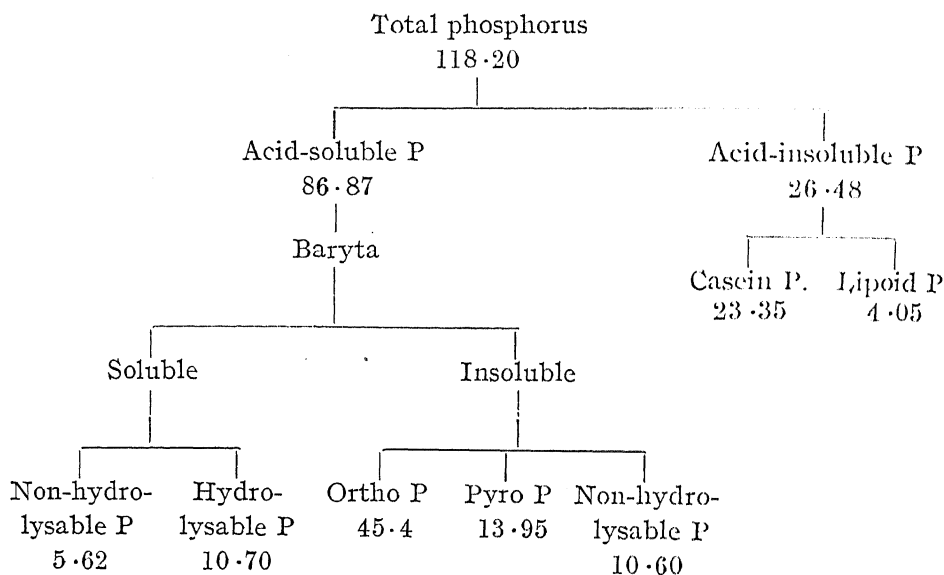 Total phosphorus
118·20
Acid-soluble P
86·87
Acid-insoluble P
26·48
Baryta
Casein P.
23·35
Lipoid P
4·05
Soluble
Insoluble
Non-hydro-
lysable P
5·62
Hydro-
lysable P
10·70
Ortho P
45·4
Pyro P
13·95
Non-hydro-
lysable P
10·60